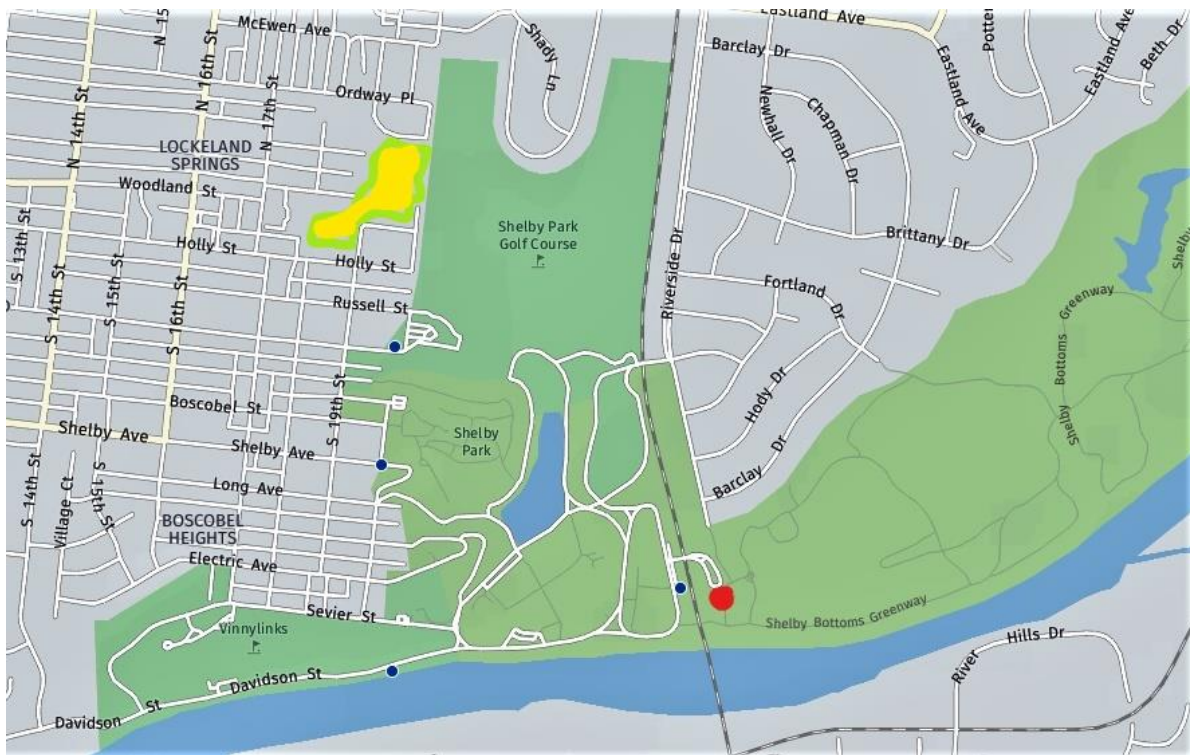 Eastland Ave
McEwen Ave
N 15
N 16th St
Shady Ln
Barclay Dr
Potter
Eastland Ave
Beth Dr
Eastland Ave
Ordway Pl
N 14th St
N 17th St
Newhall Dr
Chapman Dr
LOCKELAND
SPRINGS
Woodland St
Shelby Park
Golf Course
Brittany Dr
S 13th St
Holly St
Holly St
Riverside Dr
Shelby
S 14th St
S 15th St
S 16th St
Russell St
Fortland Dr
Shelby Bottoms Greenway
S 19th St
Boscobel St
Hody Dr
Shelby Ave
Shelby Ave
Shelby
Park
Barclay Dr
Long Ave
S 14th St
Village Ct
S 15th St
BOSCOBEL
HEIGHTS
Electric Ave
Sevier St
Shelby Bottoms Greenway
Vinnylinks
River Hills Dr
Davidson St
Davidson St